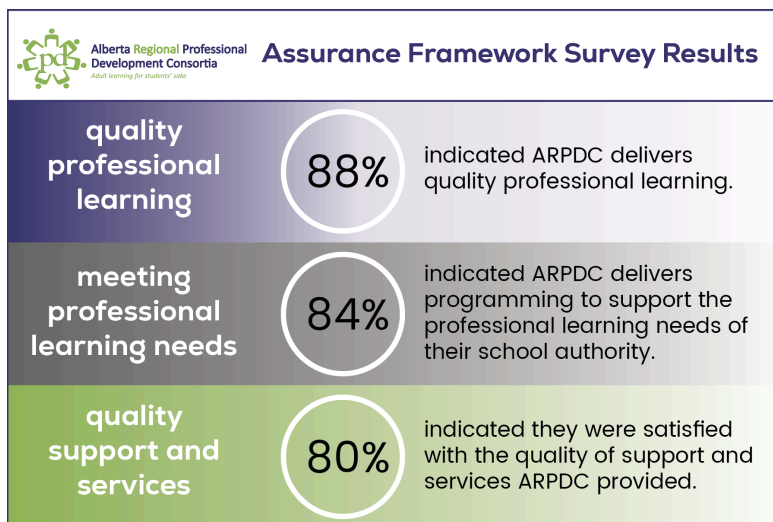 pd
Alberta Regional Professional
Development Consortia
Adult learning for students' sake
Assurance Framework Survey Results
quality
professional
learning
88%
indicated ARPDC delivers
quality professional learning.
meeting
professional
learning needs
84%
indicated ARPDC delivers
programming to support the
professional learning needs of
their school authority.
quality
support and
services
80%
indicated they were satisfied
with the quality of support and
services ARPDC provided.